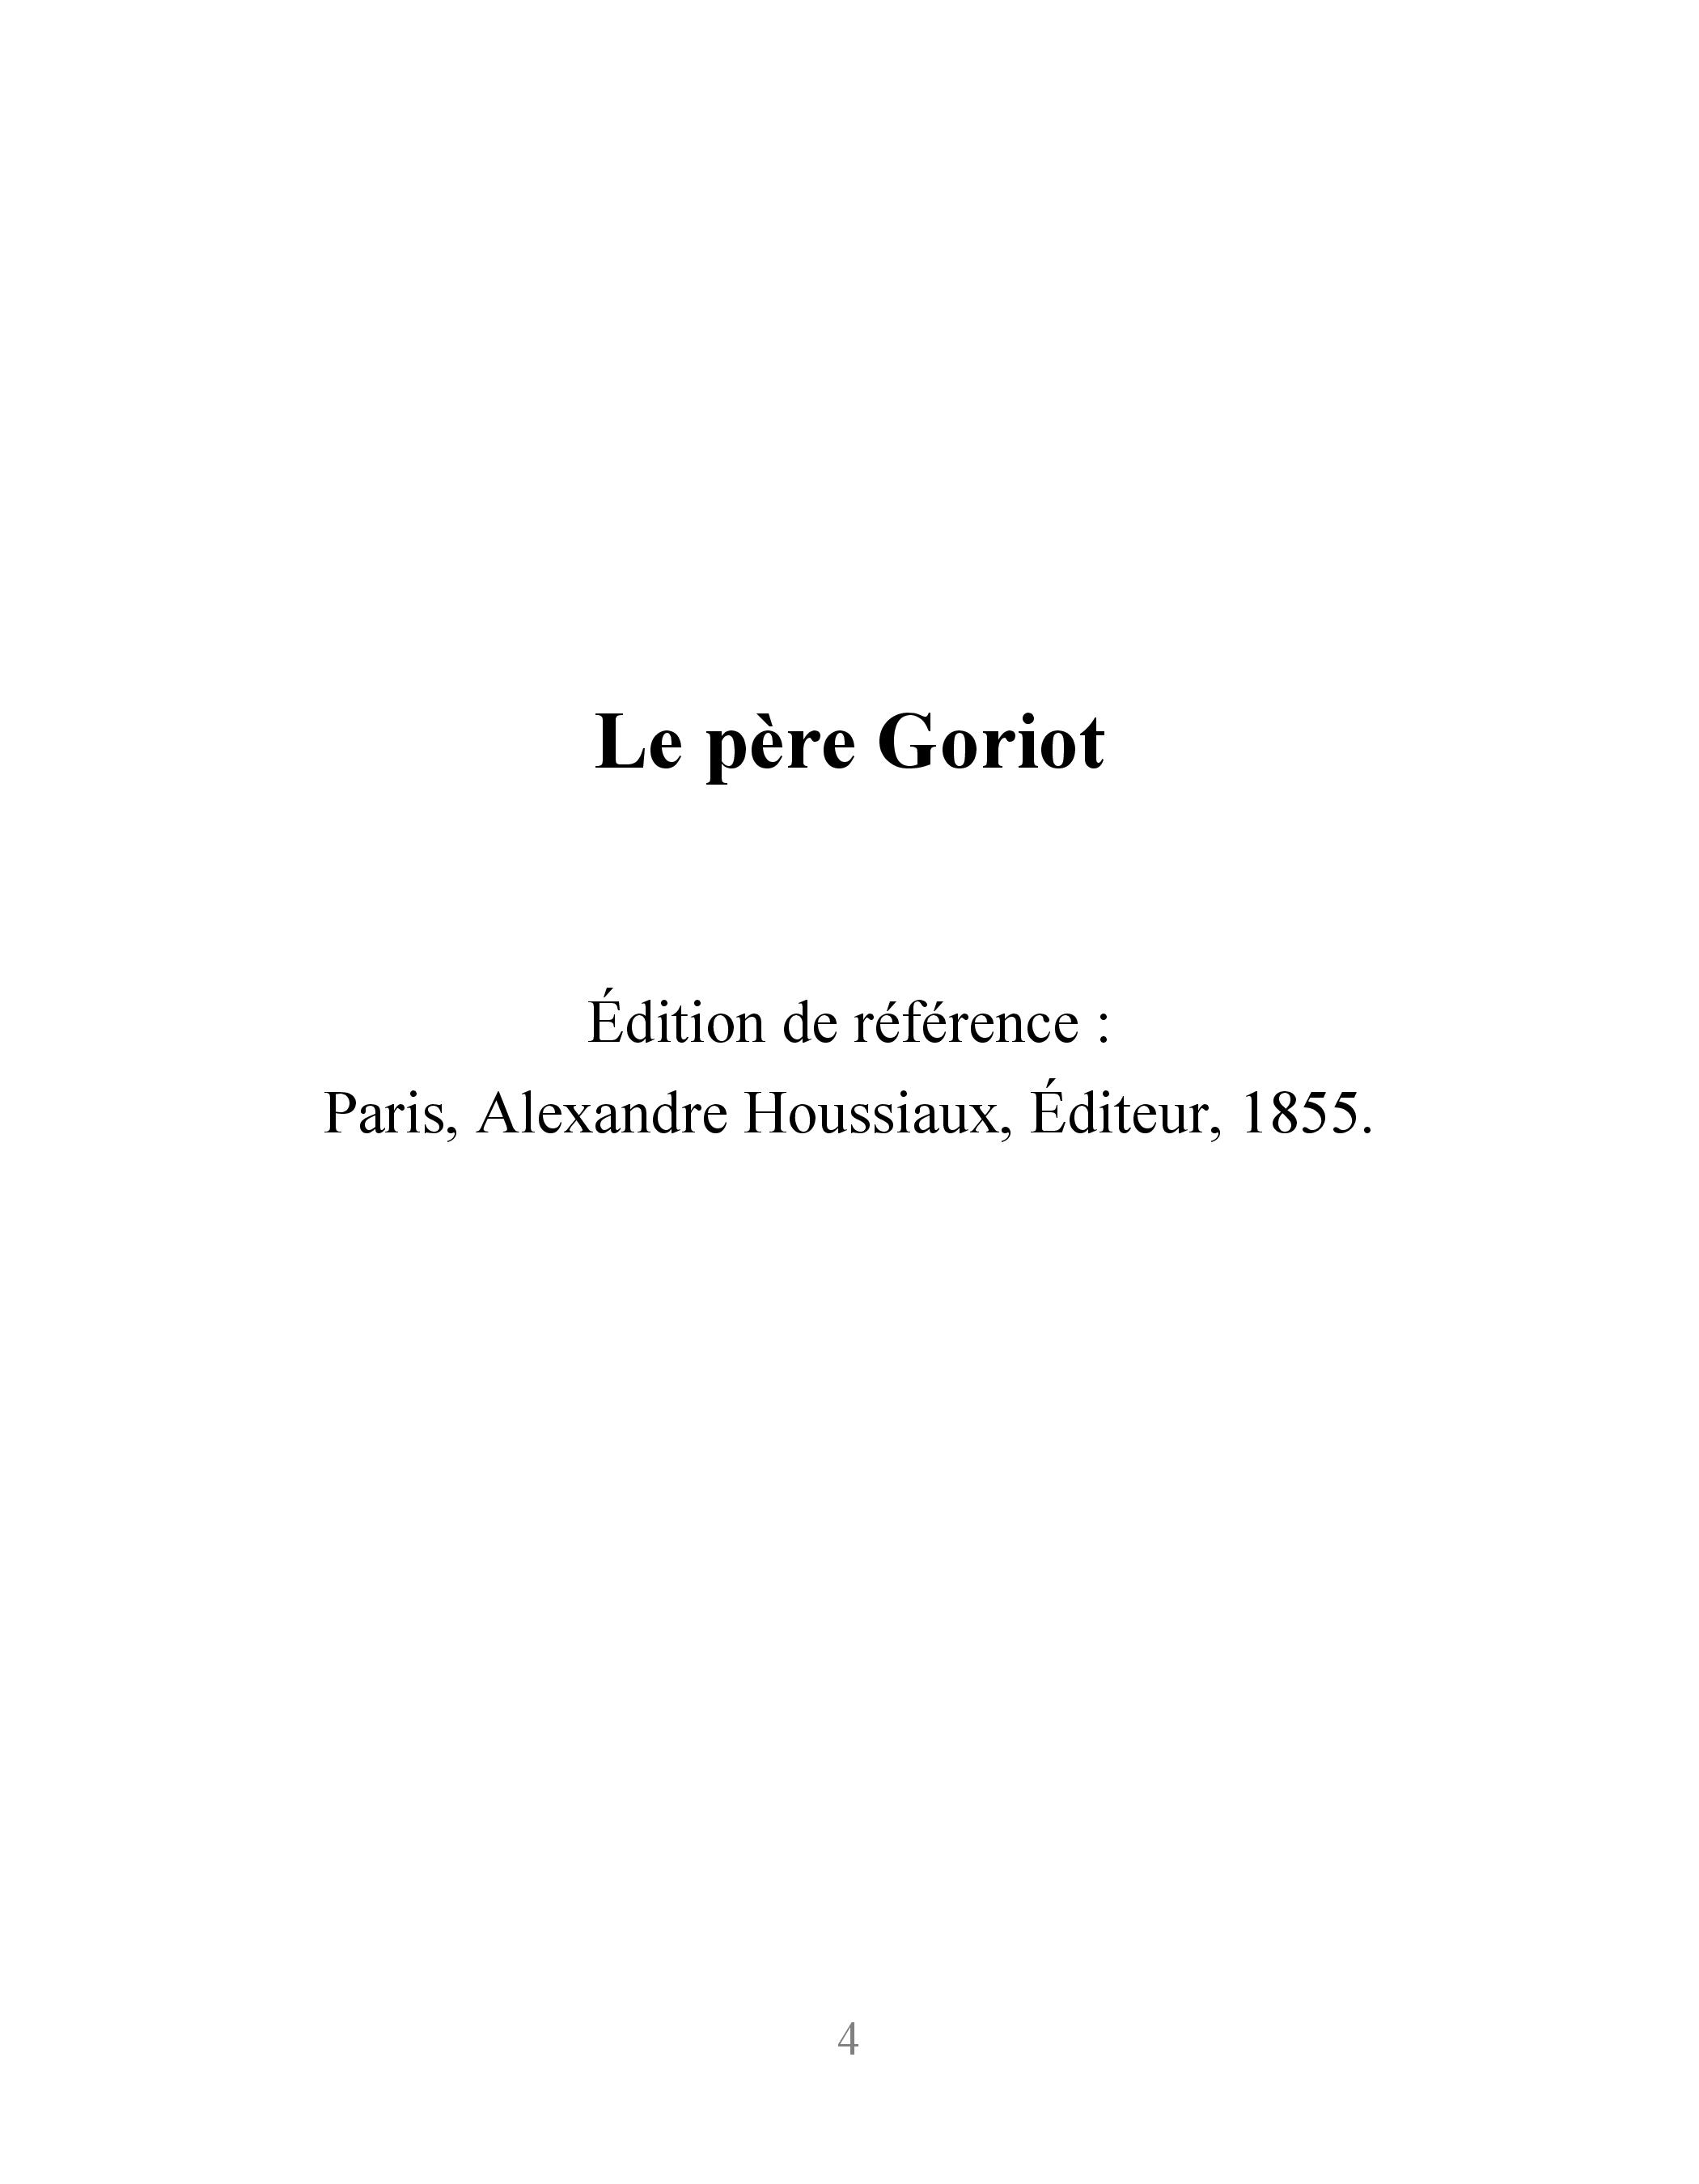 Le père Goriot
Édition de référence :
Paris, Alexandre Houssiaux, Éditeur, 1855.
4